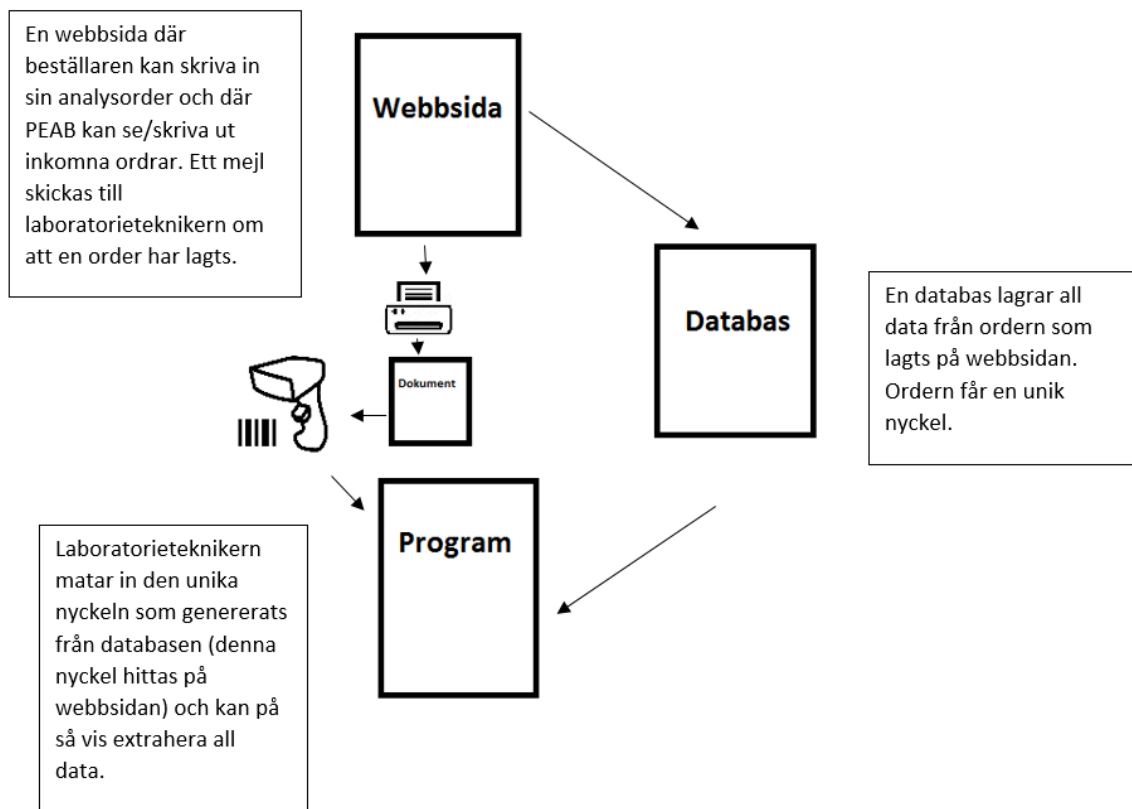 En webbsida där
beställaren kan skriva in
sin analysorder och där
PEAB kan se/skriva ut
inkomna ordrar. Ett mejl
skickas till
laboratorieteknikern om
att en order har lagts.
Webbsida
Databas
En databas lagrar all
data från ordern som
lagts på webbsidan.
Ordern får en unik
nyckel.
Dokument
Program
Laboratorieteknikern
matar in den unika
nyckeln som genererats
från databasen (denna
nyckel hittas på
webbsidan) och kan på
så vis extrahera all
data.